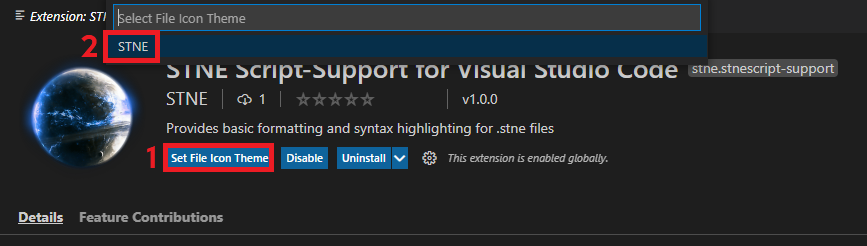 Extension: STN
Select File Icon Theme
2
STNE
STNE Script-Support for Visual Studio Code stne.stnescript-support
STNE 1 v1.0.0
Provides basic formatting and syntax highlighting for .stne files
1 Set File Icon Theme Disable Uninstall This extension is enabled globally.
Details Feature Contributions